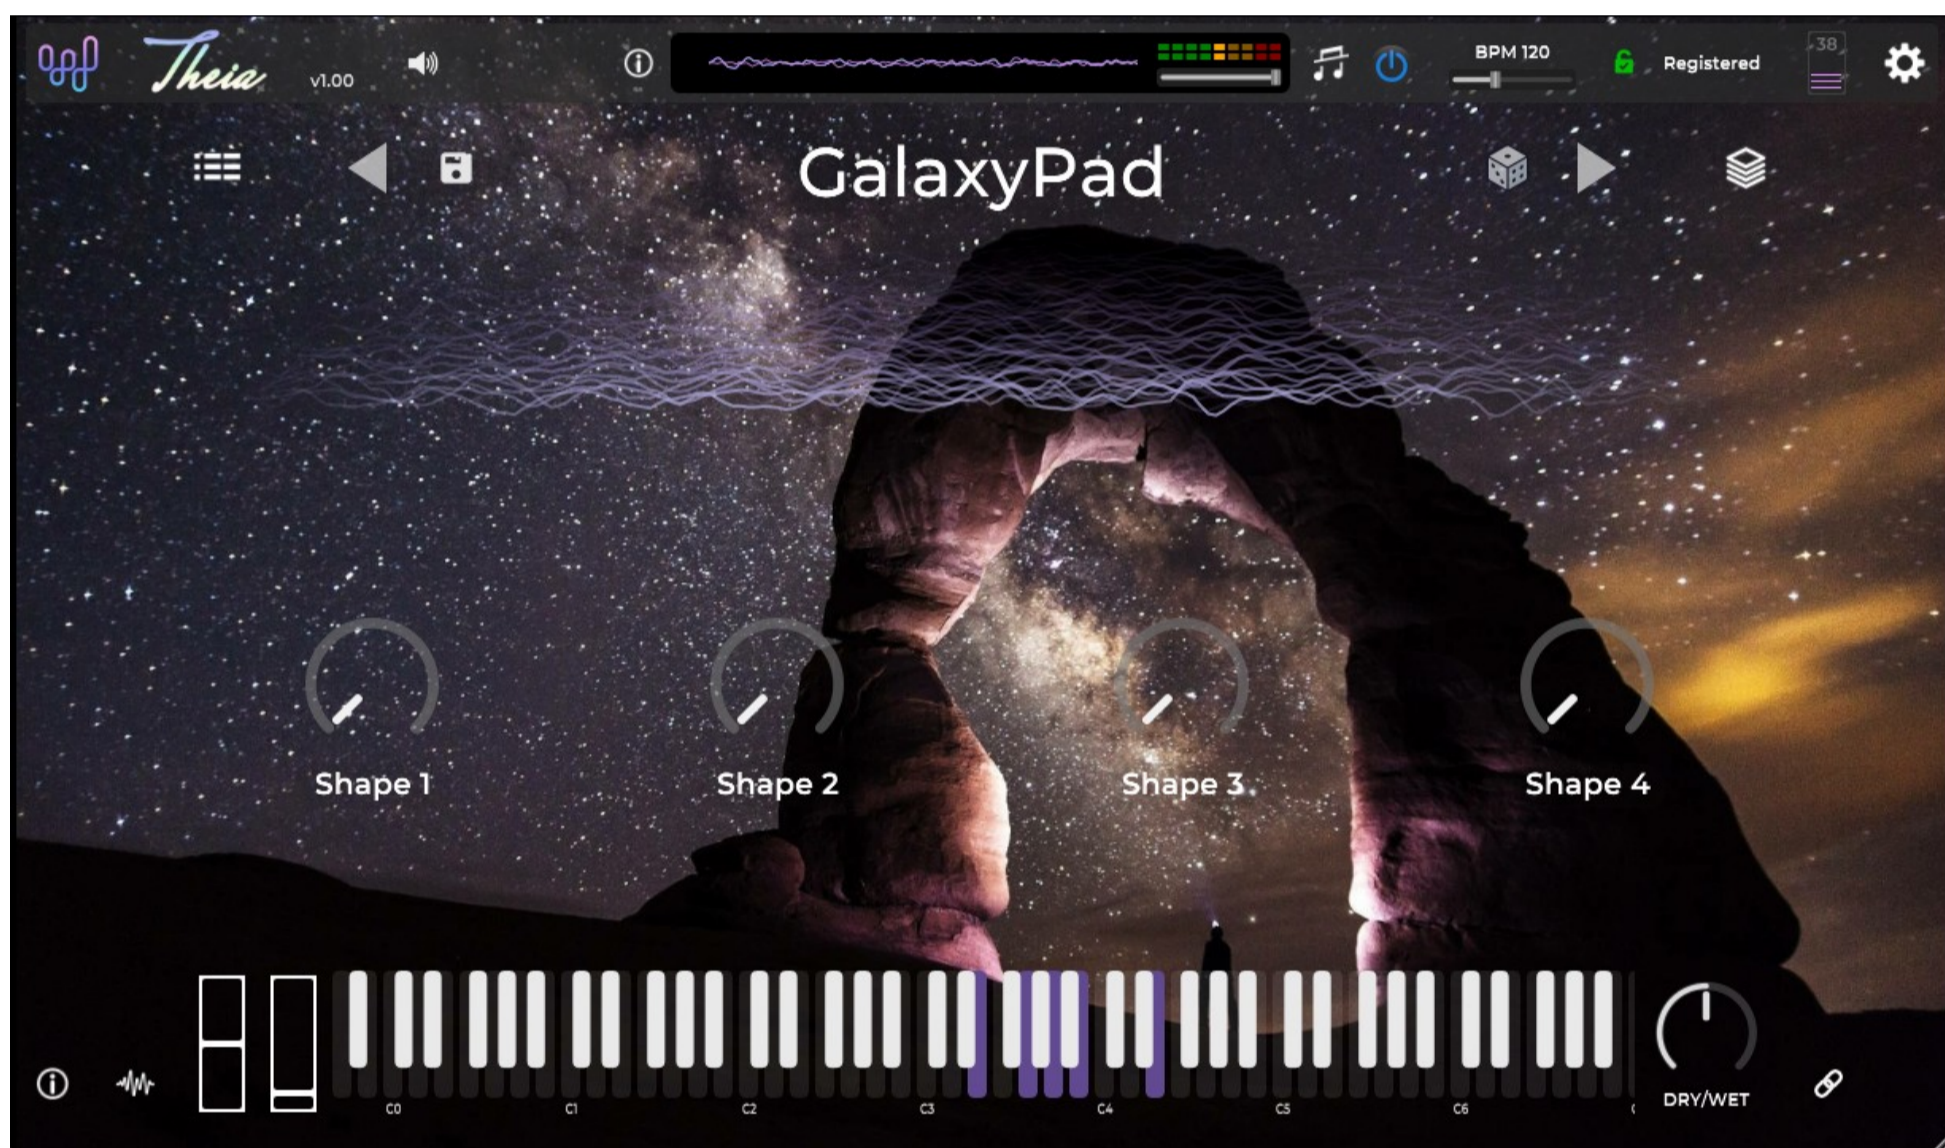 Theia
v1.00
BPM 120
Registered
38
GalaxyPad
Shape 1
Shape 2
Shape 3
Shape 4
C0
C1
C2
C3
C4
C5
C6
DRY/WET